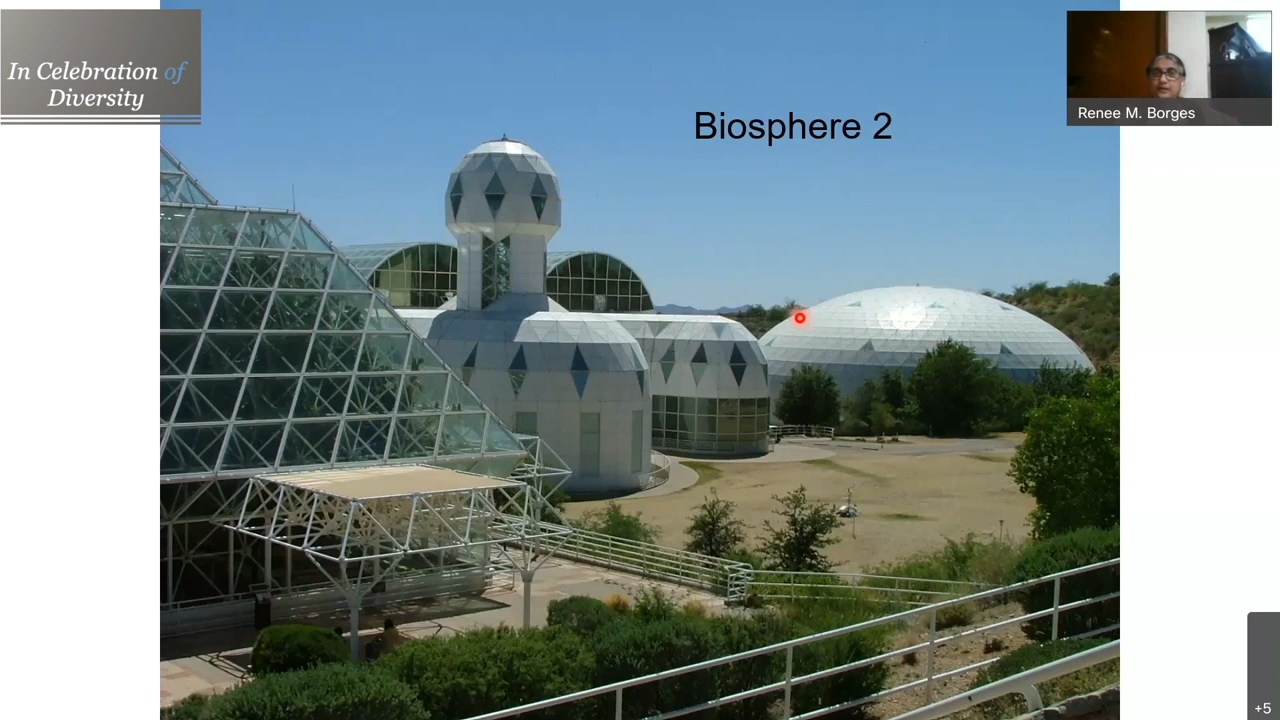 In Celebration of
Diversity
Biosphere 2
Renee M. Borges
+5